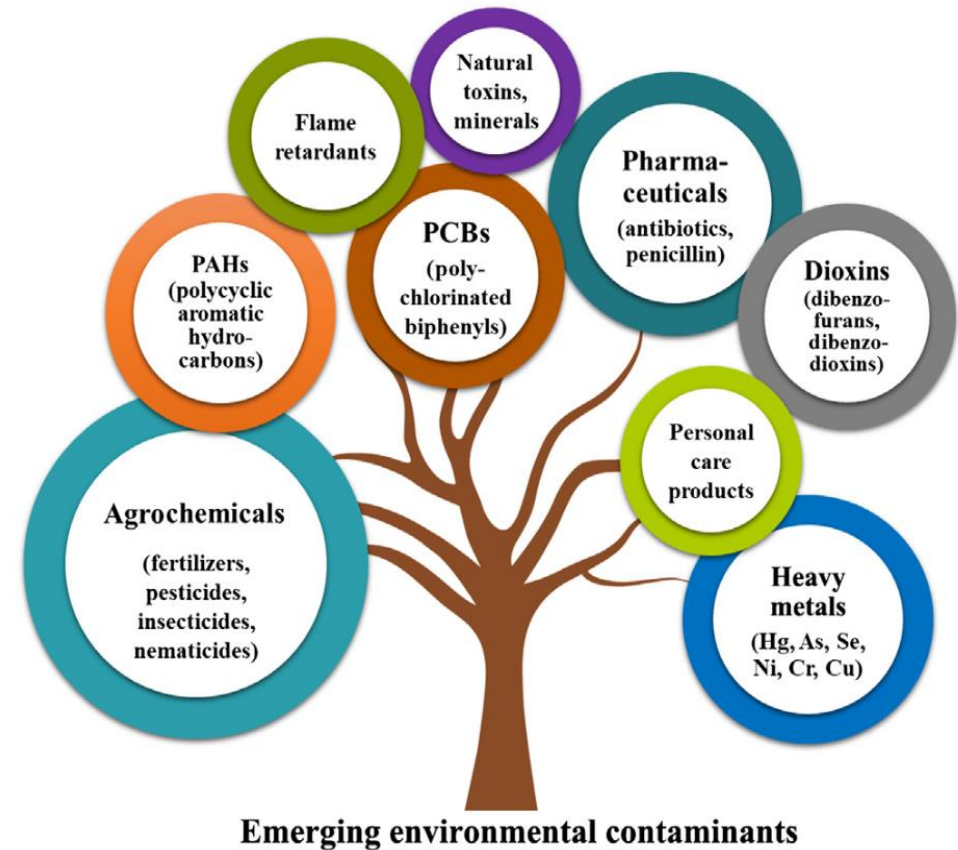 Natural
toxins,
minerals
Flame
retardants
Pharma-
ceuticals
(antibiotics,
penicillin)
PCBs
(poly-
chlorinated
biphenyls)
PAHs
(polycyclic
aromatic
hydro-
carbons)
Dioxins
(dibenzo-
furans,
dibenzo-
dioxins)
Personal
care
products
Agrochemicals
(fertilizers,
pesticides,
insecticides,
nematicides)
Heavy
metals
(Hg, As, Se,
Ni, Cr, Cu)
Emerging environmental contaminants